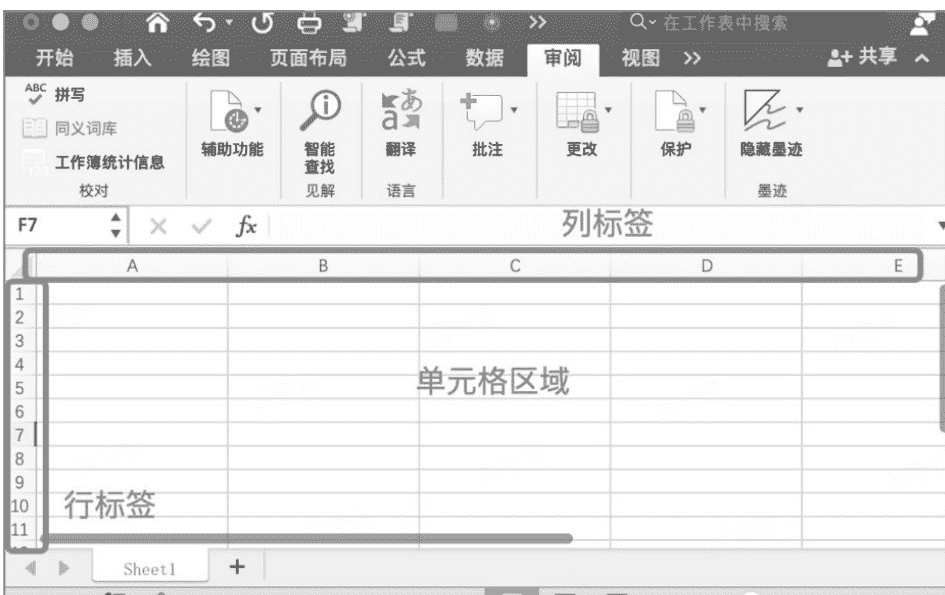 在工作表中搜索
开始 插入 绘图 页面布局 公式 数据 审阅 视图 共享
ABC 拼写
同义词库
工作簿统计信息
校对
辅助功能
智能
查找
见解
翻译
语言
批注
更改
保护
隐藏墨迹
墨迹
F7 fx 列标签
A B C D E
1
2
3
4
单元格区域
5
6
7
8
9
10 行标签
11
Sheet1 +